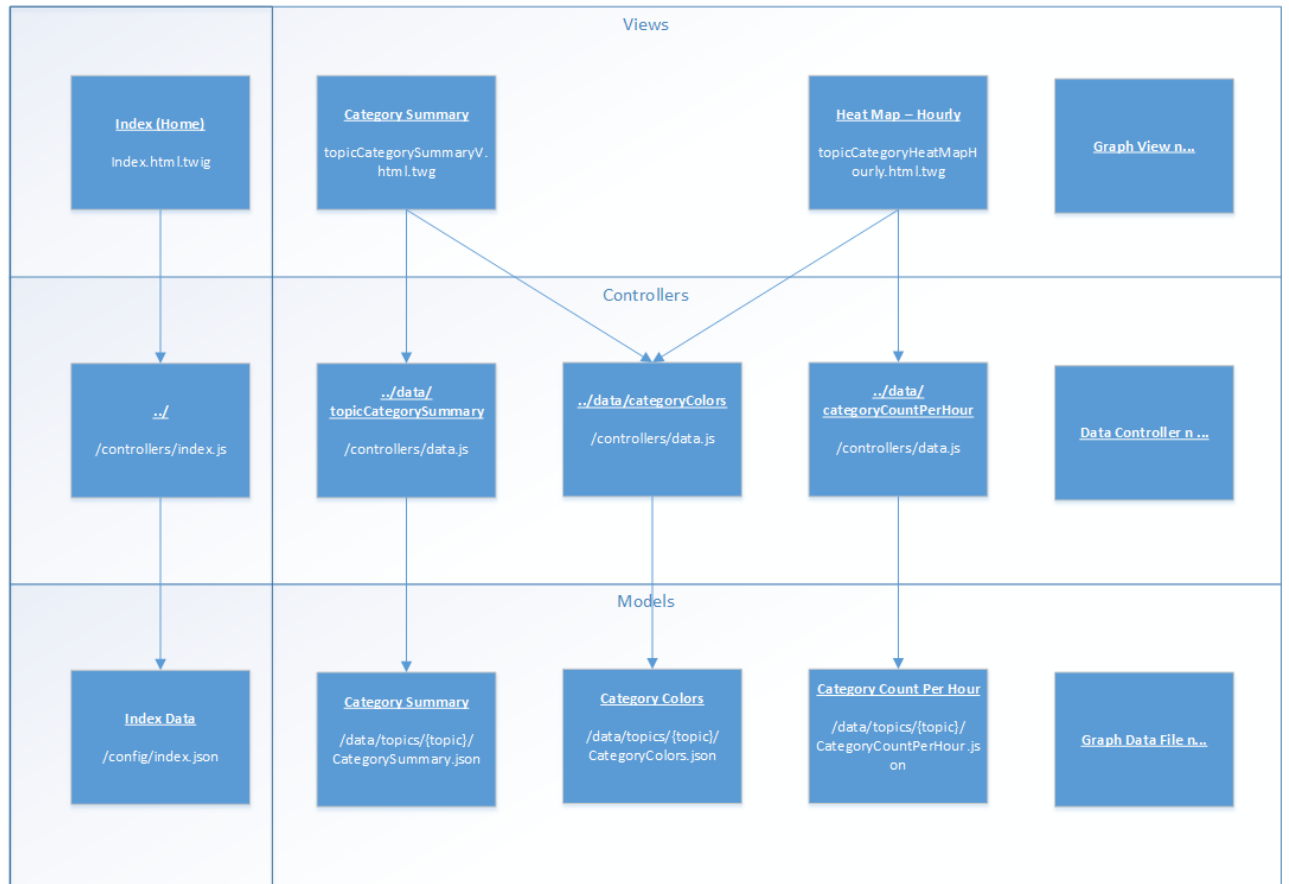 Views
Index (Home)
Index.html.twig
Category Summary
topicCategorySummaryV.
html.twg
Heat Map – Hourly
topicCategoryHeatMapH
ourly.html.twg
Graph View n...
Controllers
../
/controllers/index.js
../data/
topicCategorySummary
/controllers/data.js
../data/categoryColors
/controllers/data.js
../data/
categoryCountPerHour
/controllers/data.js
Data Controller n ...
Models
Index Data
/config/index.json
Category Summary
/data/topics/{topic}/
CategorySummary.json
Category Colors
/data/topics/{topic}/
CategoryColors.json
Category Count Per Hour
/data/topics/{topic}/
CategoryCountPerHour.js
on
Graph Data File n...